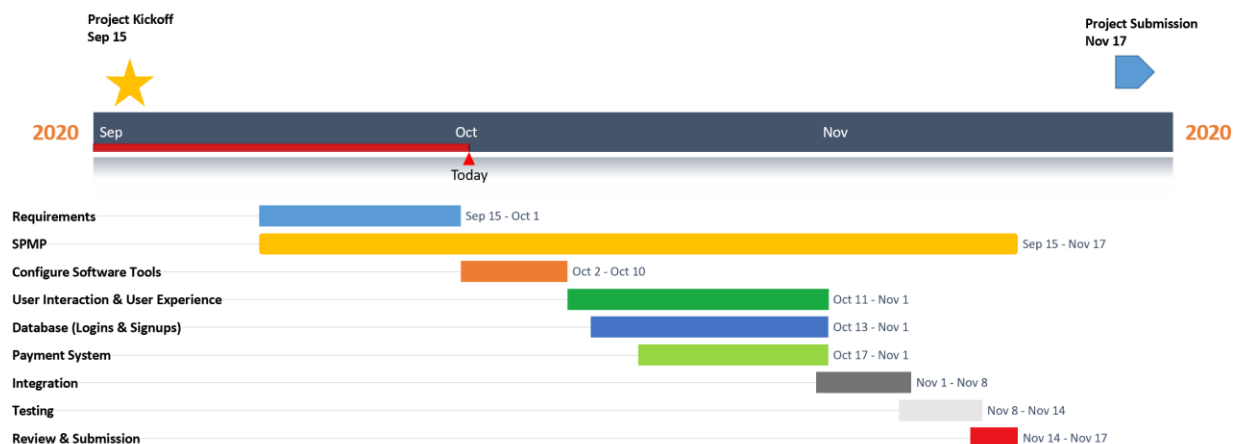 Project Kickoff
Sep 15
Project Submission
Nov 17
2020 Sep Oct Nov 2020
Today
Requirements Sep 15 - Oct 1
SPMP Sep 15 - Nov 17
Configure Software Tools Oct 2 - Oct 10
User Interaction & User Experience Oct 11 - Nov 1
Database (Logins & Signups) Oct 13 - Nov 1
Payment System Oct 17 - Nov 1
Integration Nov 1 - Nov 8
Testing Nov 8 - Nov 14
Review & Submission Nov 14 - Nov 17